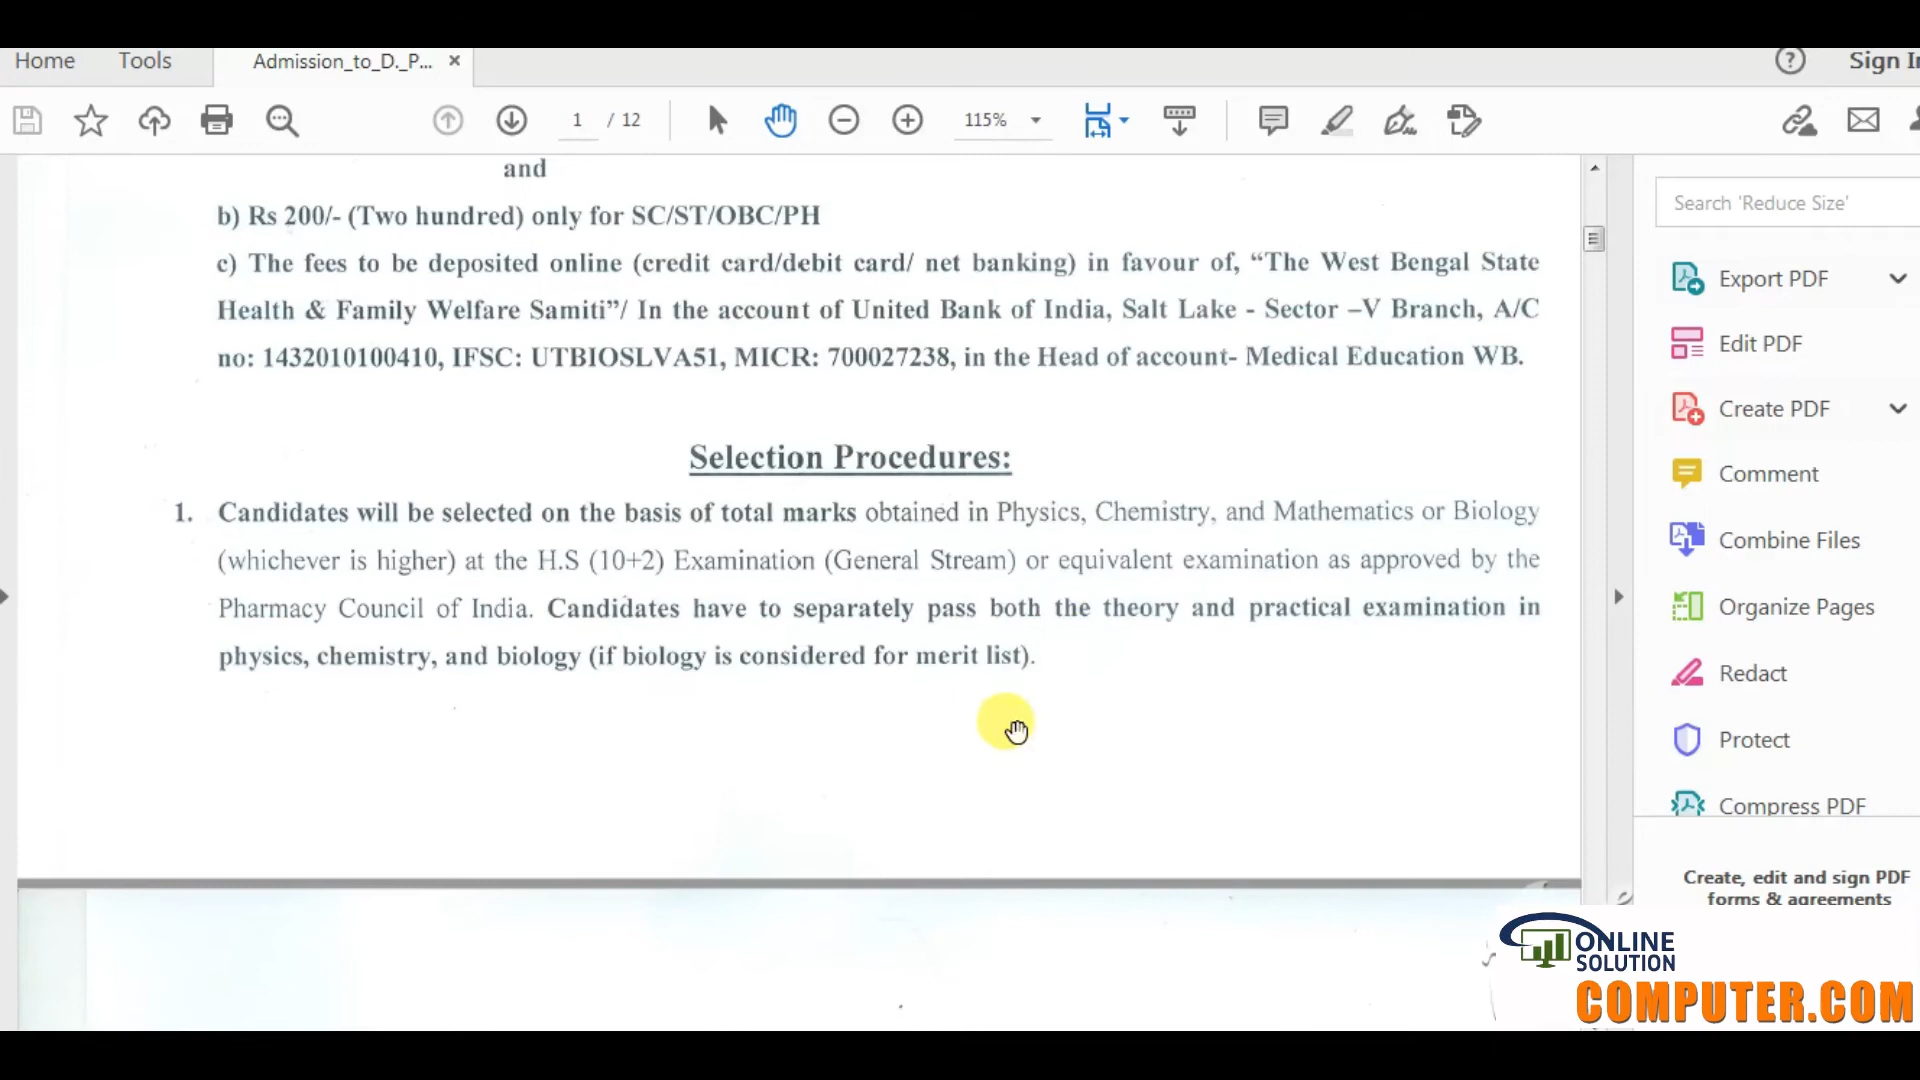 Home Tools Admission_to_D._P... × ? Sign In
1 / 12 115%
and
b) Rs 200/- (Two hundred) only for SC/ST/OBC/PH
c) The fees to be deposited online (credit card/debit card/ net banking) in favour of, “The West Bengal State
Health & Family Welfare Samiti”/ In the account of United Bank of India, Salt Lake - Sector –V Branch, A/C
no: 1432010100410, IFSC: UTBIOSLVA51, MICR: 700027238, in the Head of account- Medical Education WB.
Selection Procedures:
1. Candidates will be selected on the basis of total marks obtained in Physics, Chemistry, and Mathematics or Biology
(whichever is higher) at the H.S (10+2) Examination (General Stream) or equivalent examination as approved by the
Pharmacy Council of India. Candidates have to separately pass both the theory and practical examination in
physics, chemistry, and biology (if biology is considered for merit list).
Search 'Reduce Size'
Export PDF
Edit PDF
Create PDF
Comment
Combine Files
Organize Pages
Redact
Protect
Compress PDF
Create, edit and sign PDF
forms & agreements
ONLINE
SOLUTION
COMPUTER.COM